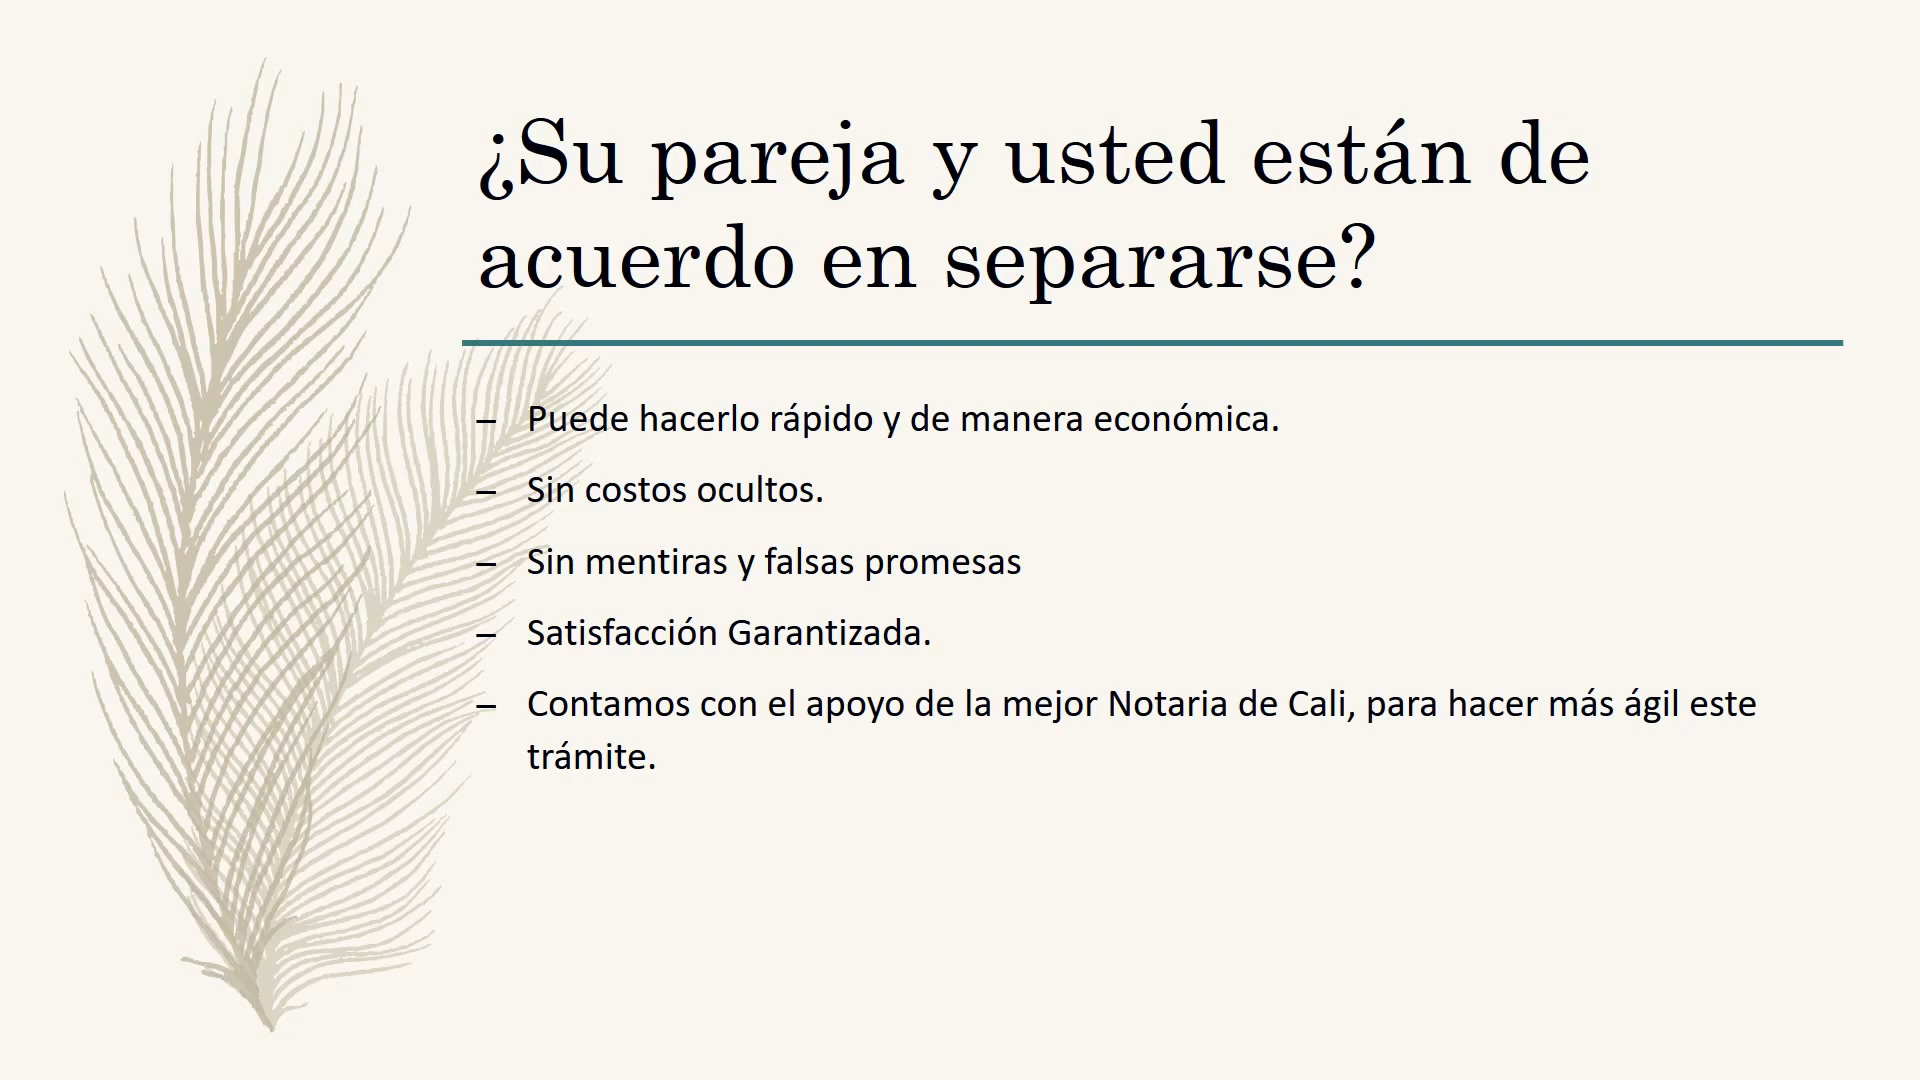 ¿Su pareja y usted están de
acuerdo en separarse?
– Puede hacerlo rápido y de manera económica.
– Sin costos ocultos.
– Sin mentiras y falsas promesas
– Satisfacción Garantizada.
– Contamos con el apoyo de la mejor Notaria de Cali, para hacer más ágil este
trámite.